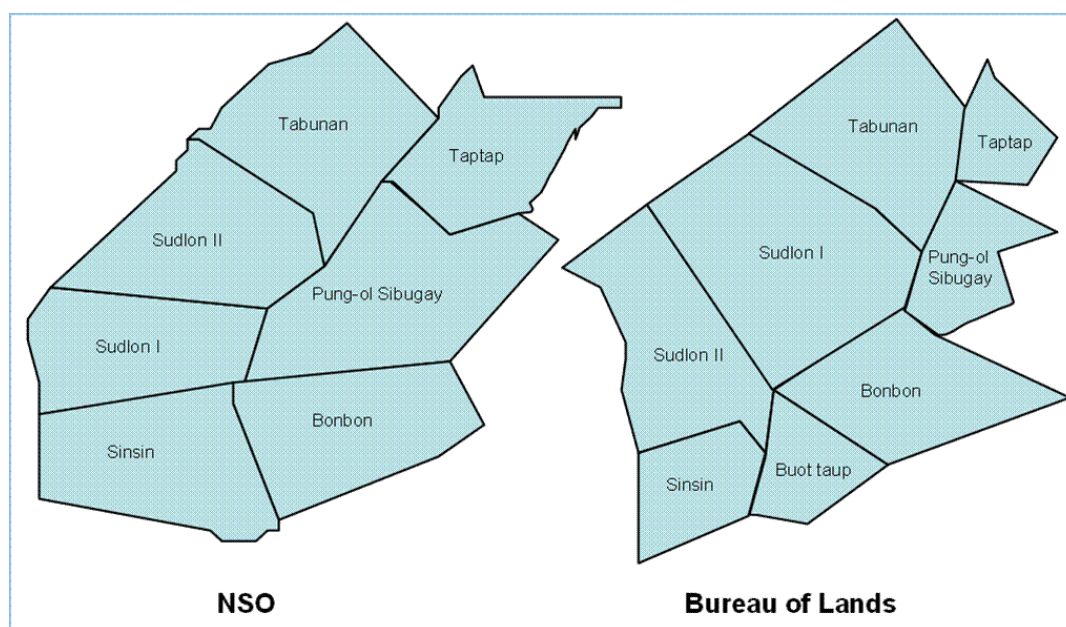 Tabunan
Taptap
Sudlon II
Pung-ol Sibugay
Sudlon I
Bonbon
Sinsin
NSO
Tabunan
Taptap
Sudlon I
Pung-ol
Sibugay
Sudlon II
Bonbon
Buot taup
Sinsin
Bureau of Lands